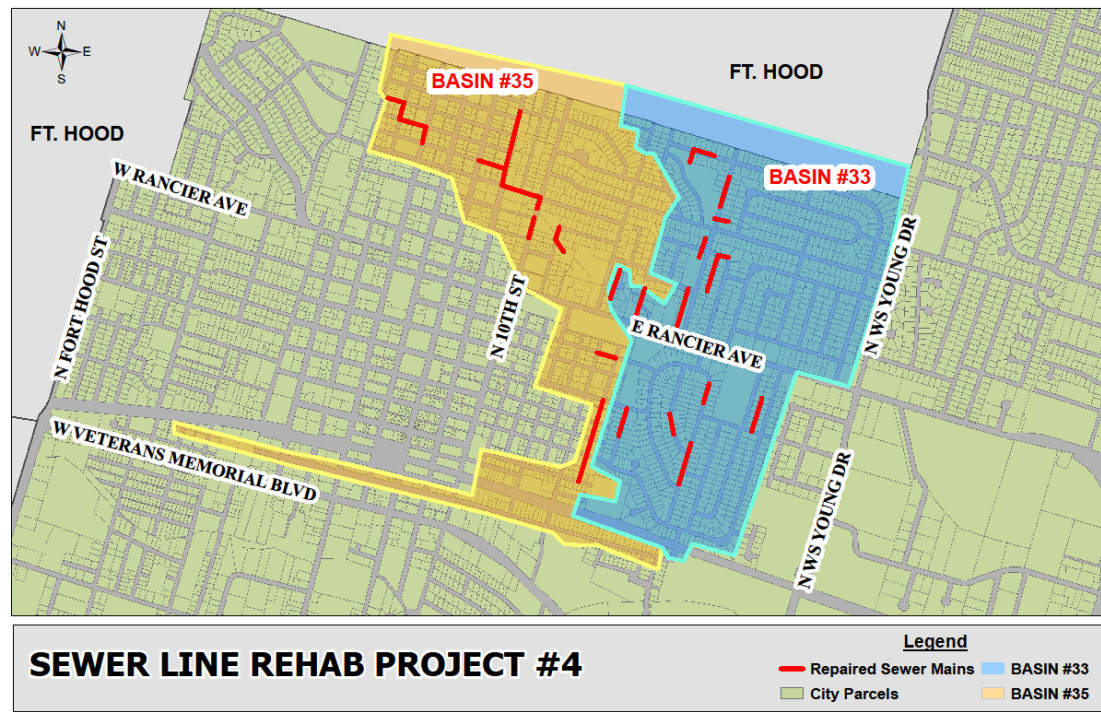 N
W E
S
BASIN #35
FT. HOOD
FT. HOOD
W RANCIER AVE
BASIN #33
N FORT HOOD ST
N 10TH ST
N WS YOUNG DR
E RANCIER AVE
W VETERANS MEMORIAL BLVD
N WS YOUNG DR
SEWER LINE REHAB PROJECT #4
Legend
Repaired Sewer Mains
BASIN #33
City Parcels
BASIN #35